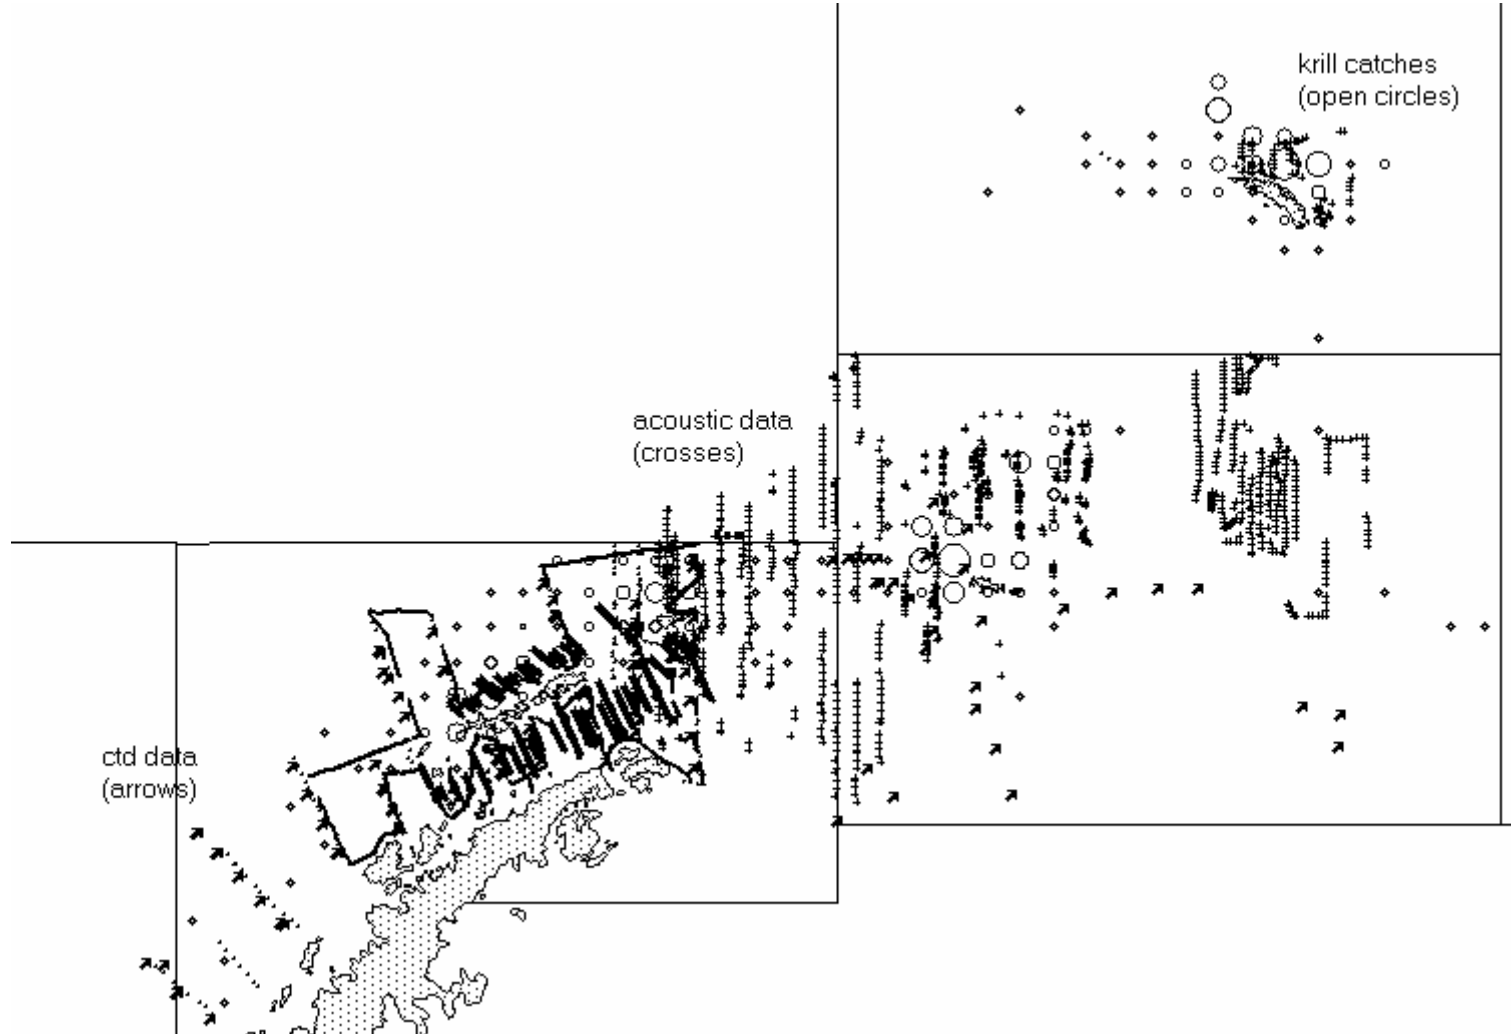 krill catches
(open circles)
acoustic data
(crosses)
ctd data
(arrows)